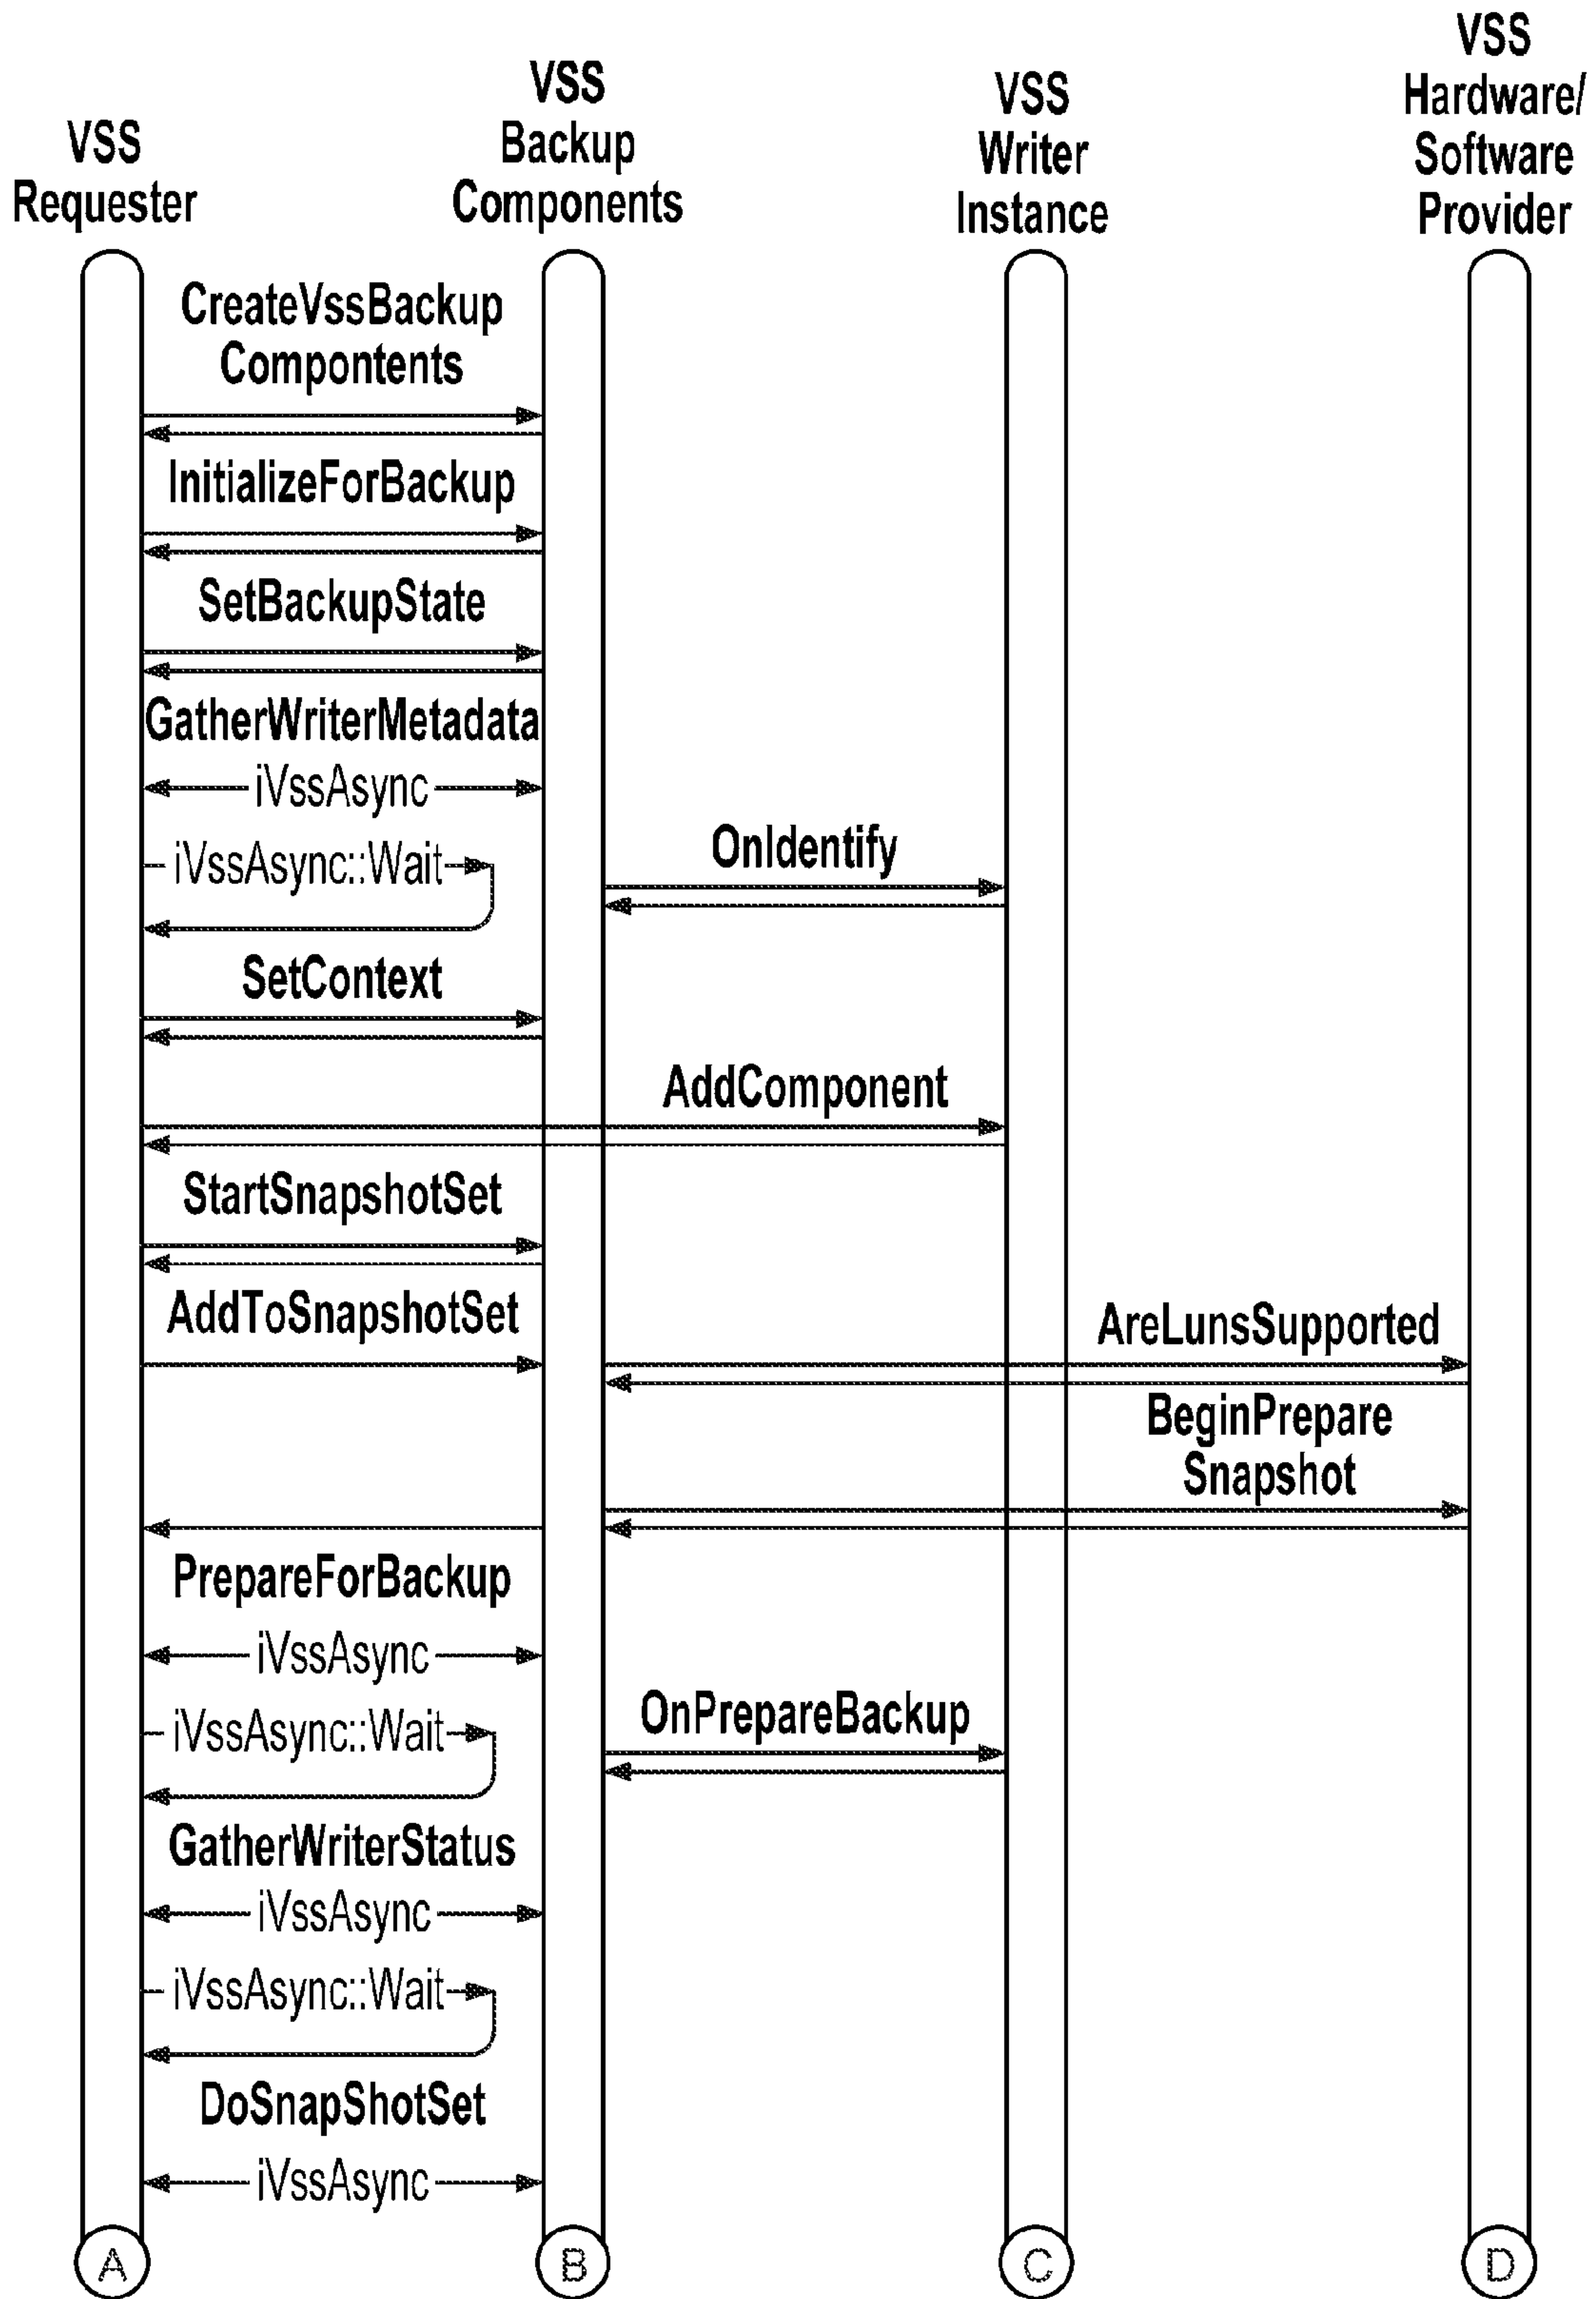 VSS
Requester
VSS
Backup
Components
VSS
Writer
Instance
VSS
Hardware/
Software
Provider
CreateVssBackup
Compontents
InitializeForBackup
SetBackupState
GatherWriterMetadata
iVssAsync
iVssAsync::Wait
OnIdentify
SetContext
AddComponent
StartSnapshotSet
AddToSnapshotSet
AreLunsSupported
BeginPrepare
Snapshot
PrepareForBackup
iVssAsync
iVssAsync::Wait
OnPrepareBackup
GatherWriterStatus
iVssAsync
iVssAsync::Wait
DoSnapShotSet
iVssAsync
A
B
C
D